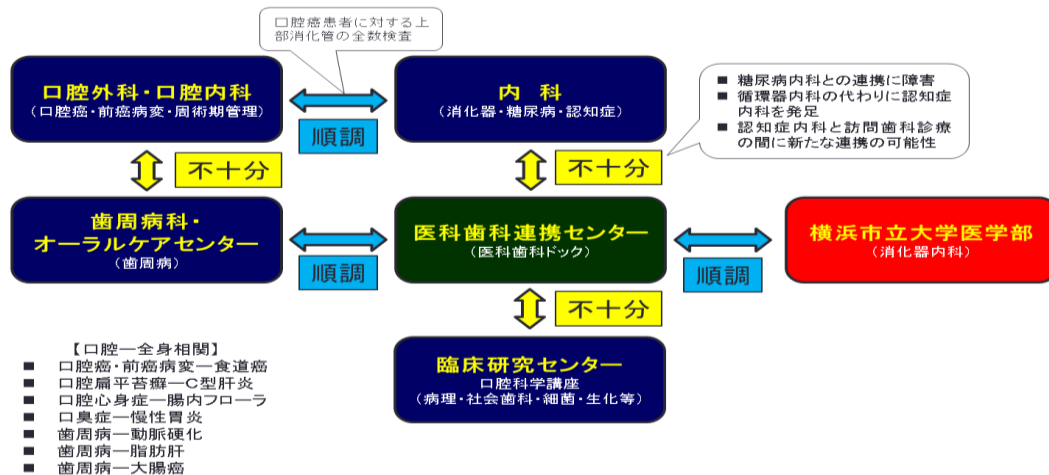 口腔癌患者に対する上
部消化管の全数検査
口腔外科・口腔内科
（口腔癌・前癌病変・周術期管理）
順調
内 科
（消化器・糖尿病・認知症）
■ 糖尿病内科との連携に障害
■ 循環器内科の代わりに認知症
内科を発足
■ 認知症内科と訪問歯科診療
の間に新たな連携の可能性
不十分
不十分
歯周病科・
オーラルケアセンター
（歯周病）
順調
医科歯科連携センター
（医科歯科ドック）
順調
横浜市立大学医学部
（消化器内科）
不十分
臨床研究センター
口腔科学講座
（病理・社会歯科・細菌・生化等）
【口腔―全身相関】
■ 口腔癌・前癌病変―食道癌
■ 口腔扁平苔癬―C型肝炎
■ 口腔心身症―腸内フローラ
■ 口臭症―慢性胃炎
■ 歯周病―動脈硬化
■ 歯周病―脂肪肝
■ 歯周病―大腸癌